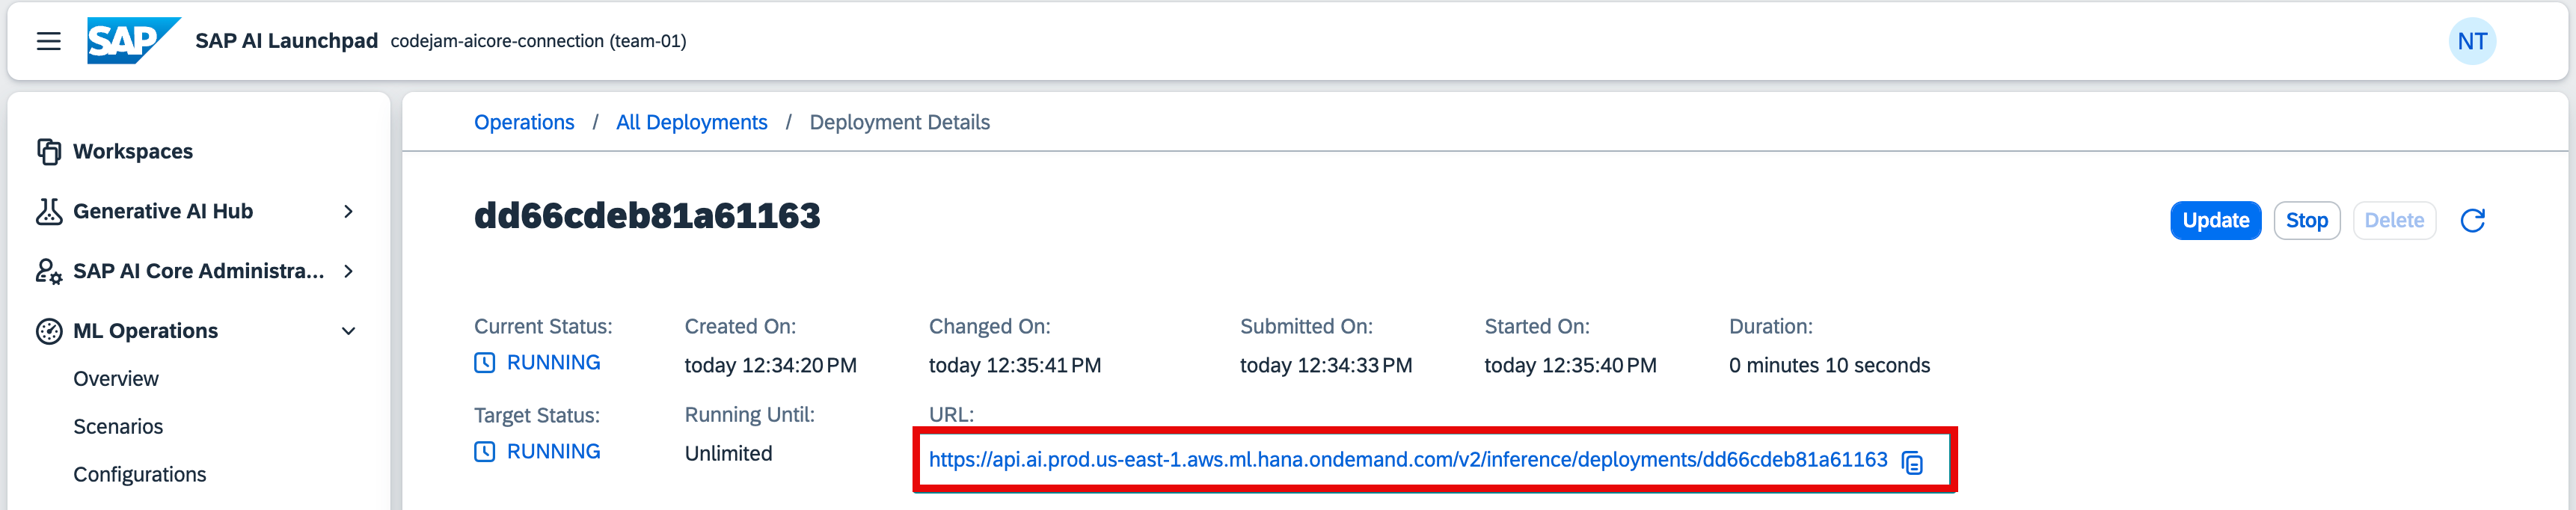 SAP SAP AI Launchpad codejam-aicore-connection (team-01) NT
Workspaces
Generative AI Hub
SAP AI Core Administra...
ML Operations
Overview
Scenarios
Configurations
Operations / All Deployments / Deployment Details
dd66cdeb81a61163
Update Stop Delete
Current Status: Created On: Changed On: Submitted On: Started On: Duration:
RUNNING today 12:34:20 PM today 12:35:41 PM today 12:34:33 PM today 12:35:40 PM 0 minutes 10 seconds
Target Status: Running Until: URL:
RUNNING Unlimited https://api.ai.prod.us-east-1.aws.ml.hana.ondemand.com/v2/inference/deployments/dd66cdeb81a61163